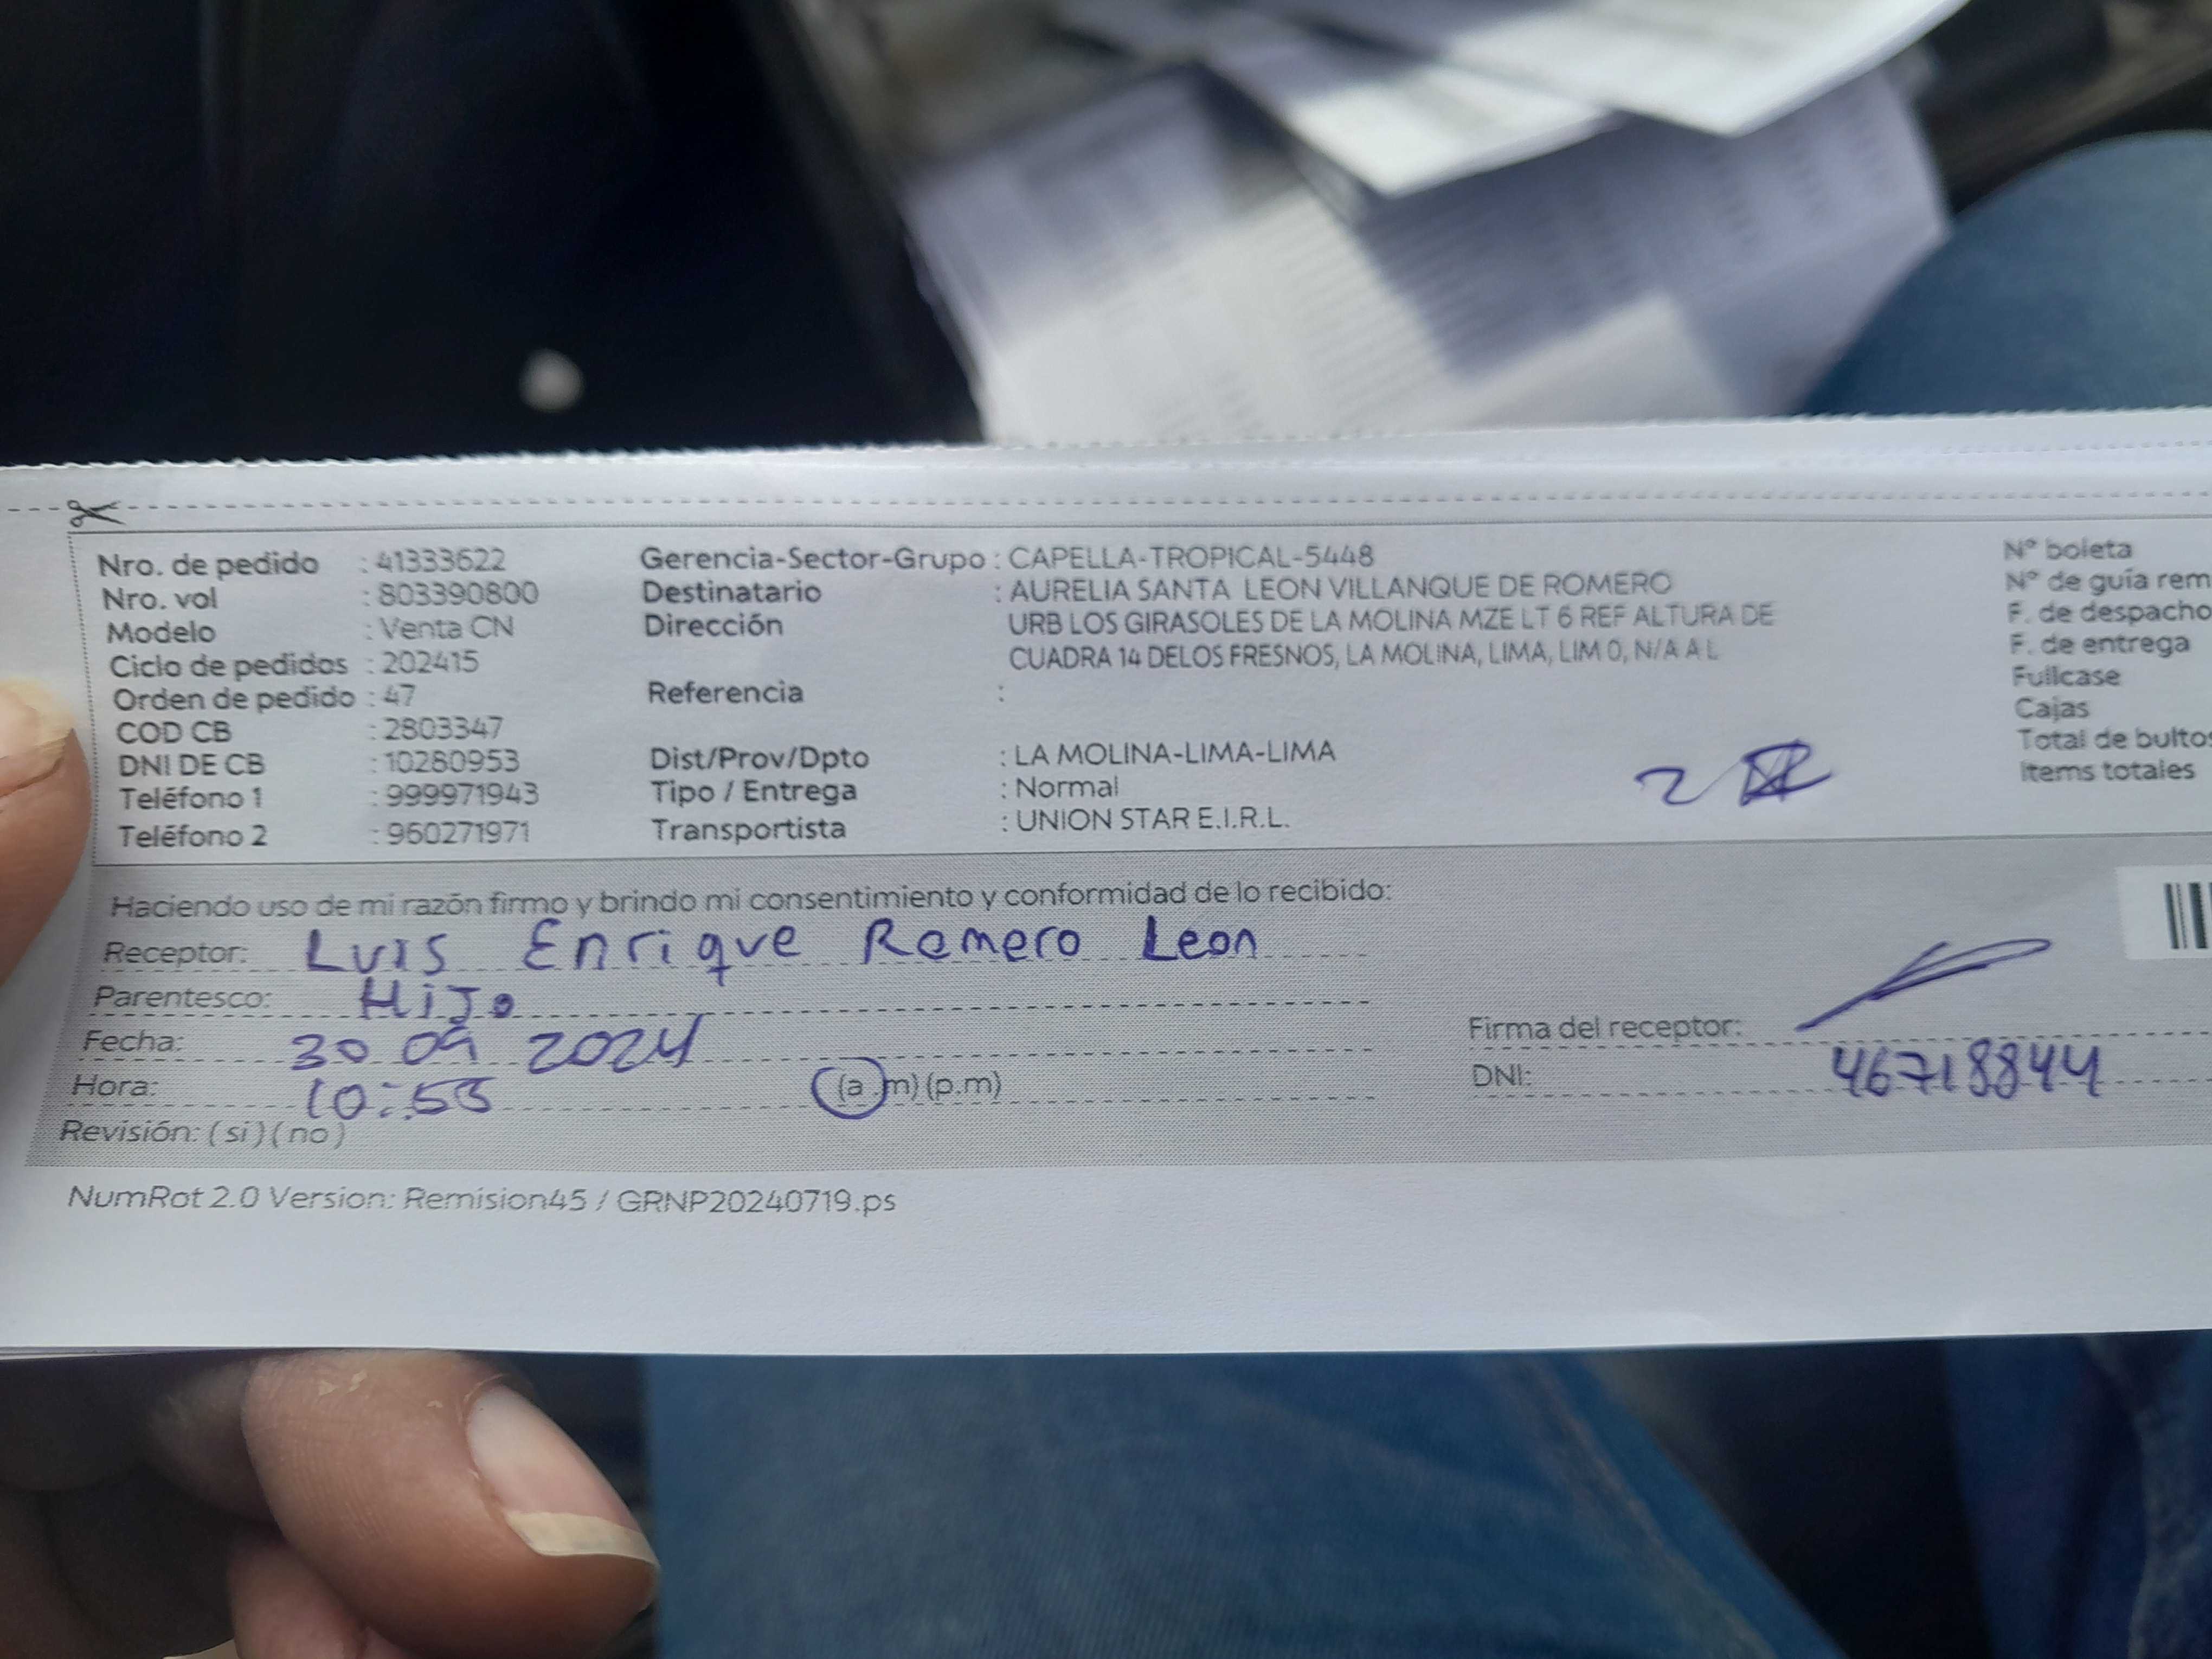 Nro. de pedido : 41333622 Gerencia-Sector-Grupo : CAPELLA-TROPICAL-5448 N° boleta
Nro. vol : 803390800 Destinatario : AURELIA SANTA LEON VILLANQUE DE ROMERO N° de guía rem
Modelo : Venta CN Dirección URB LOS GIRASOLES DE LA MOLINA MZE LT 6 REF ALTURA DE F. de despacho
Ciclo de pedidos : 202415 CUADRA 14 DELOS FRESNOS, LA MOLINA, LIMA, LIM 0, N/A A L F. de entrega
Orden de pedido : 47 Referencia : Fullcase
COD CB : 2803347 Cajas
DNI DE CB : 10280953 Dist/Prov/Dpto : LA MOLINA-LIMA-LIMA Total de bultos
Teléfono 1 : 999971943 Tipo / Entrega : Normal 2 Items totales
Teléfono 2 : 960271971 Transportista : UNION STAR E.I.R.L.
Haciendo uso de mi razón firmo y brindo mi consentimiento y conformidad de lo recibido:
Receptor: Luis Enrique Romero Leon
Parentesco: Hijo
Fecha: 30 09 2024 Firma del receptor:
Hora: 10:55 (a.m) (p.m) DNI: 46718844
Revisión: (si) (no)
NumRot 2.0 Version: Remision45 / GRNP20240719.ps